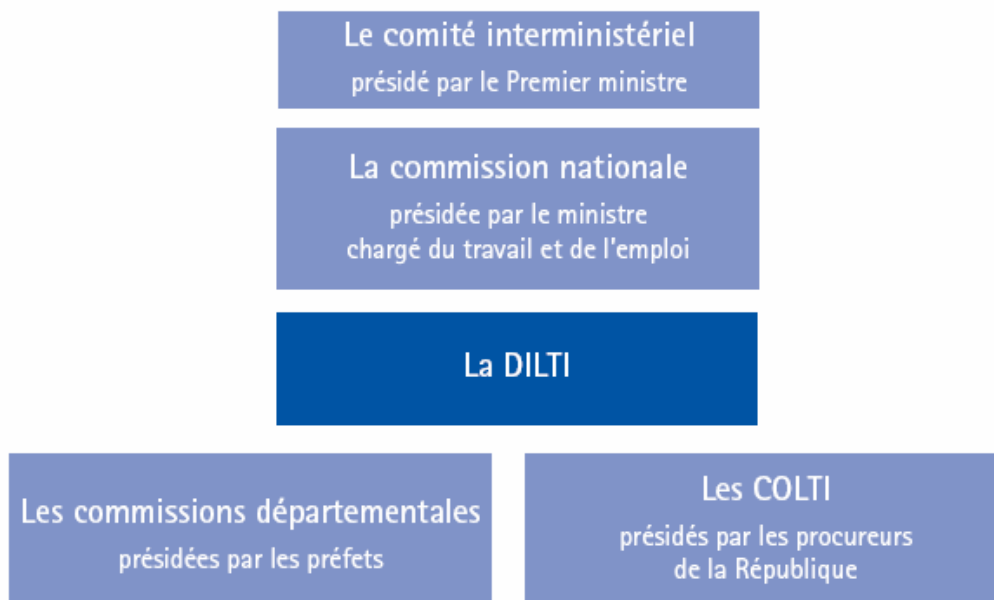 Le comité interministériel
présidé par le Premier ministre
La commission nationale
présidée par le ministre
chargé du travail et de l'emploi
La DILTI
Les commissions départementales
présidées par les préfets
Les COLTI
présidés par les procureurs
de la République